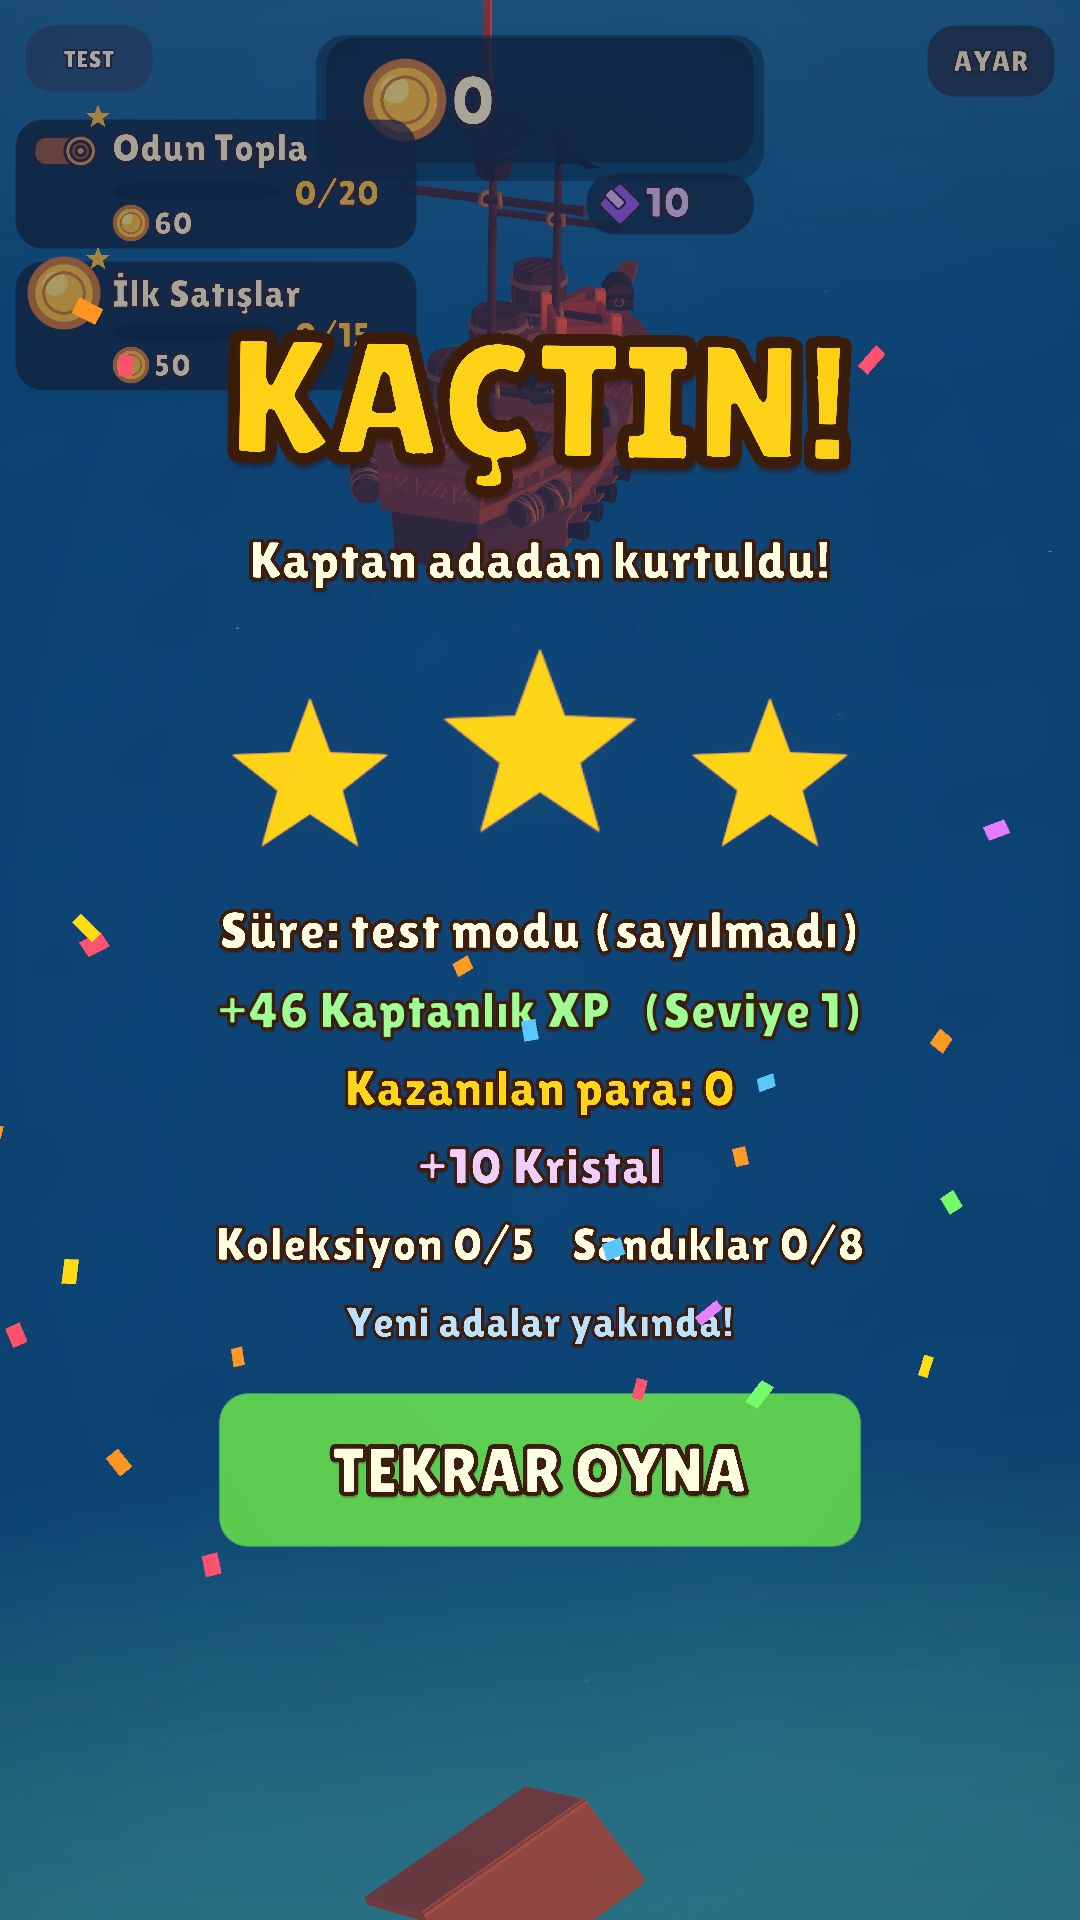 TEST
0
AYAR
Odun Topla
0/20
60
10
İlk Satışlar
0/15
50
KAÇTIN!
Kaptan adadan kurtuldu!
Süre: test modu (sayılmadı)
+46 Kaptanlık XP (Seviye 1)
Kazanılan para: 0
+10 Kristal
Koleksiyon 0/5 Sandıklar 0/8
Yeni adalar yakında!
TEKRAR OYNA